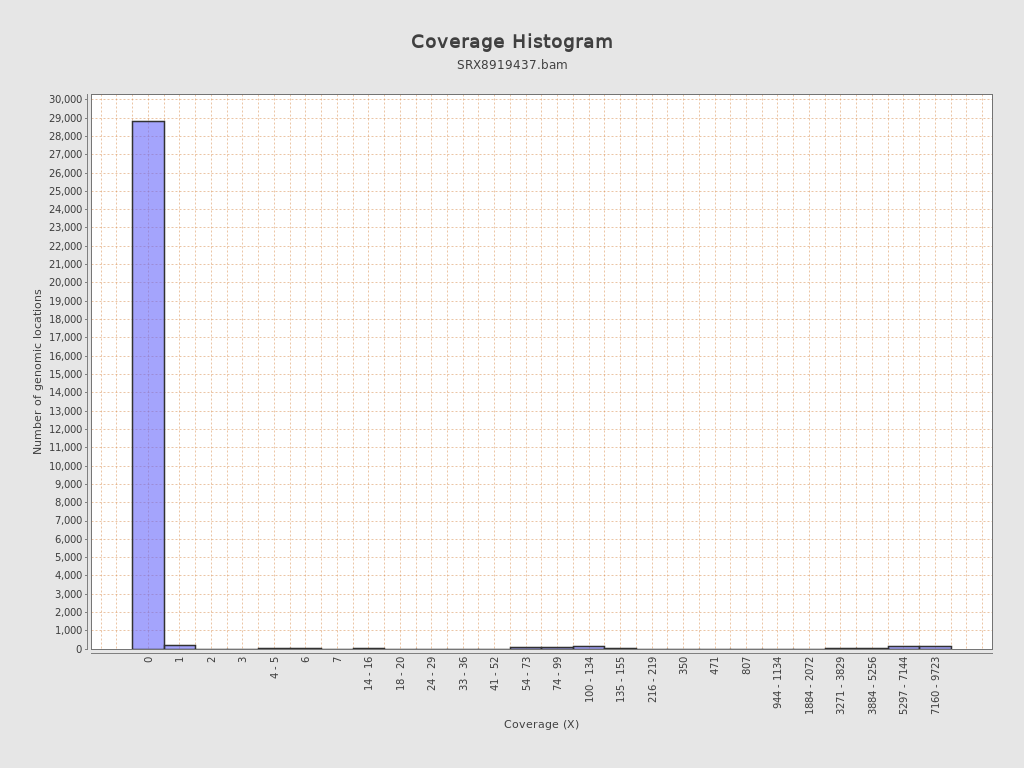 Coverage Histogram
SRX8919437.bam
Number of genomic locations
30,000
29,000
28,000
27,000
26,000
25,000
24,000
23,000
22,000
21,000
20,000
19,000
18,000
17,000
16,000
15,000
14,000
13,000
12,000
11,000
10,000
9,000
8,000
7,000
6,000
5,000
4,000
3,000
2,000
1,000
0
0
1
2
3
4 - 5
6
7
14 - 16
18 - 20
24 - 29
33 - 36
41 - 52
54 - 73
74 - 99
100 - 134
135 - 155
216 - 219
350
471
807
944 - 1134
1884 - 2072
3271 - 3829
3884 - 5256
5297 - 7144
7160 - 9723
Coverage (X)